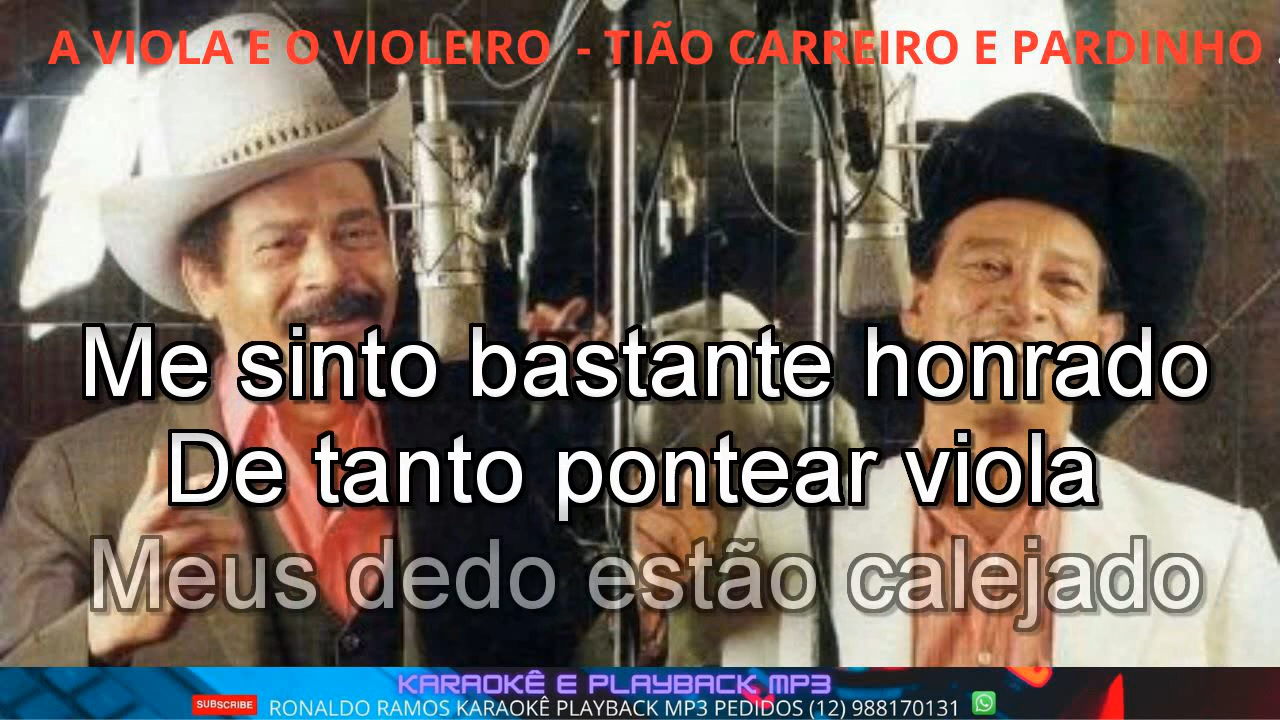 A VIOLA E O VIOLEIRO - TIÃO CARREIRO E PARDINHO
Me sinto bastante honrado
De tanto pontear viola
Meus dedo estão calejado
KARAOKÊ E PLAYBACK MP3
SUBSCRIBE RONALDO RAMOS KARAOKÊ PLAYBACK MP3 PEDIDOS (12) 988170131